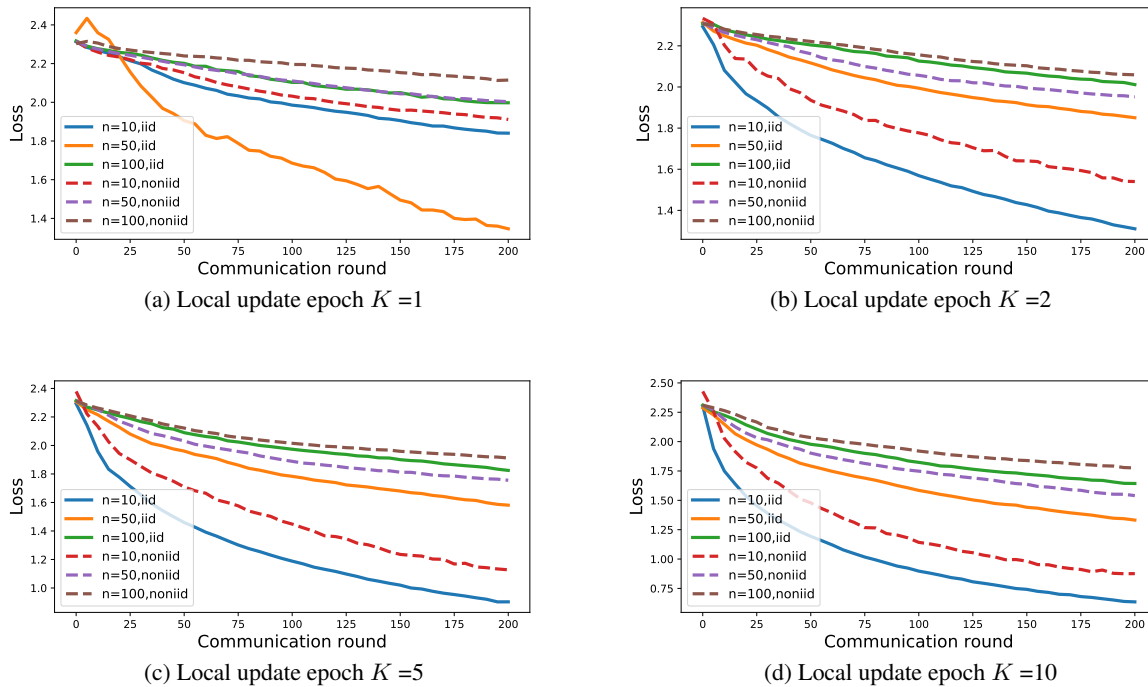 2.4
2.2
2.0
1.8
1.6
1.4
Loss
n=10,iid
n=50,iid
n=100,iid
n=10,noniid
n=50,noniid
n=100,noniid
0 25 50 75 100 125 150 175 200
Communication round
(a) Local update epoch K =1
2.2
2.0
1.8
1.6
1.4
Loss
n=10,iid
n=50,iid
n=100,iid
n=10,noniid
n=50,noniid
n=100,noniid
0 25 50 75 100 125 150 175 200
Communication round
(b) Local update epoch K =2
2.4
2.2
2.0
1.8
1.6
1.4
1.2
1.0
Loss
n=10,iid
n=50,iid
n=100,iid
n=10,noniid
n=50,noniid
n=100,noniid
0 25 50 75 100 125 150 175 200
Communication round
(c) Local update epoch K =5
2.50
2.25
2.00
1.75
1.50
1.25
1.00
0.75
Loss
n=10,iid
n=50,iid
n=100,iid
n=10,noniid
n=50,noniid
n=100,noniid
0 25 50 75 100 125 150 175 200
Communication round
(d) Local update epoch K =10